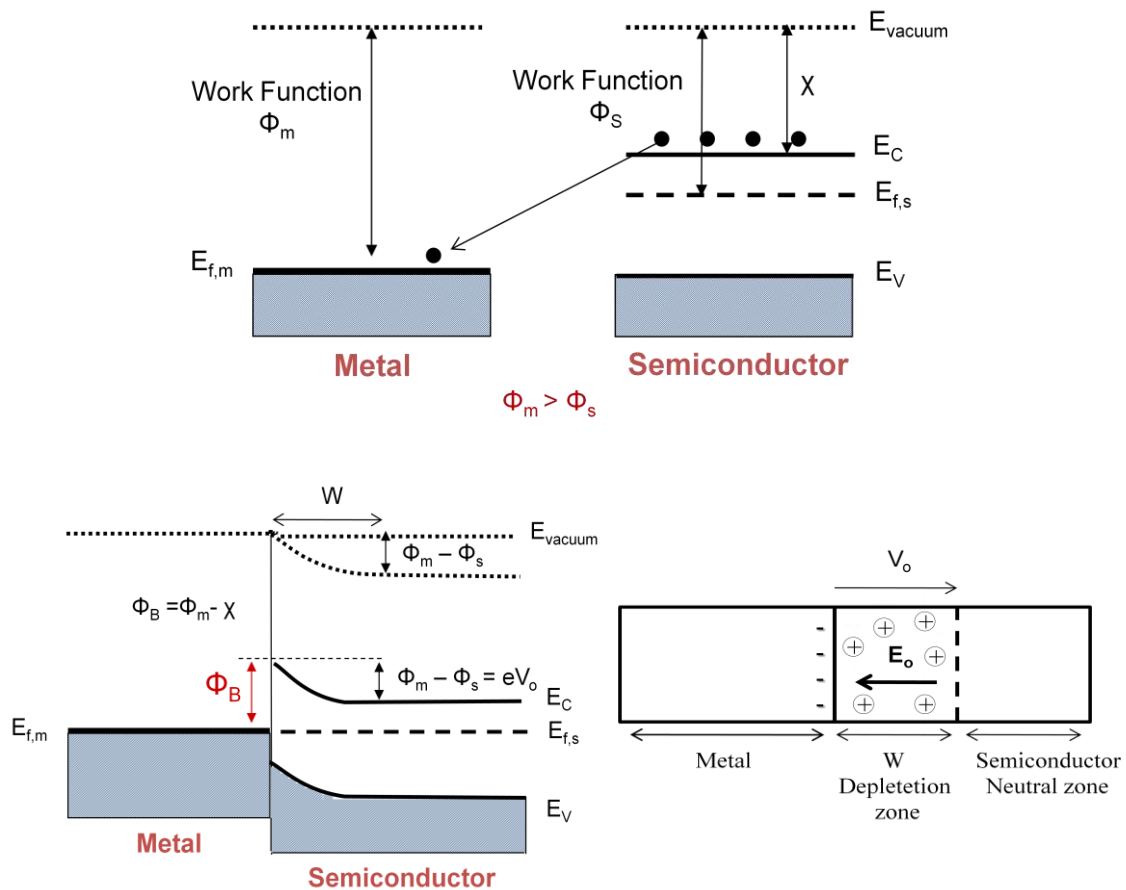 E_vacuum
Work Function
Φ_m
Work Function
Φ_S
χ
E_C
E_f,s
E_f,m
E_V
Metal
Semiconductor
Φ_m > Φ_s
W
E_vacuum
Φ_m – Φ_s
Φ_B =Φ_m- χ
Φ_B
Φ_m – Φ_s = eV_o
E_C
E_f,m
E_f,s
E_V
Metal
Semiconductor
V_o
- + + +
- + E_o +
-
- + +
Metal
W
Depletetion
zone
Semiconductor
Neutral zone